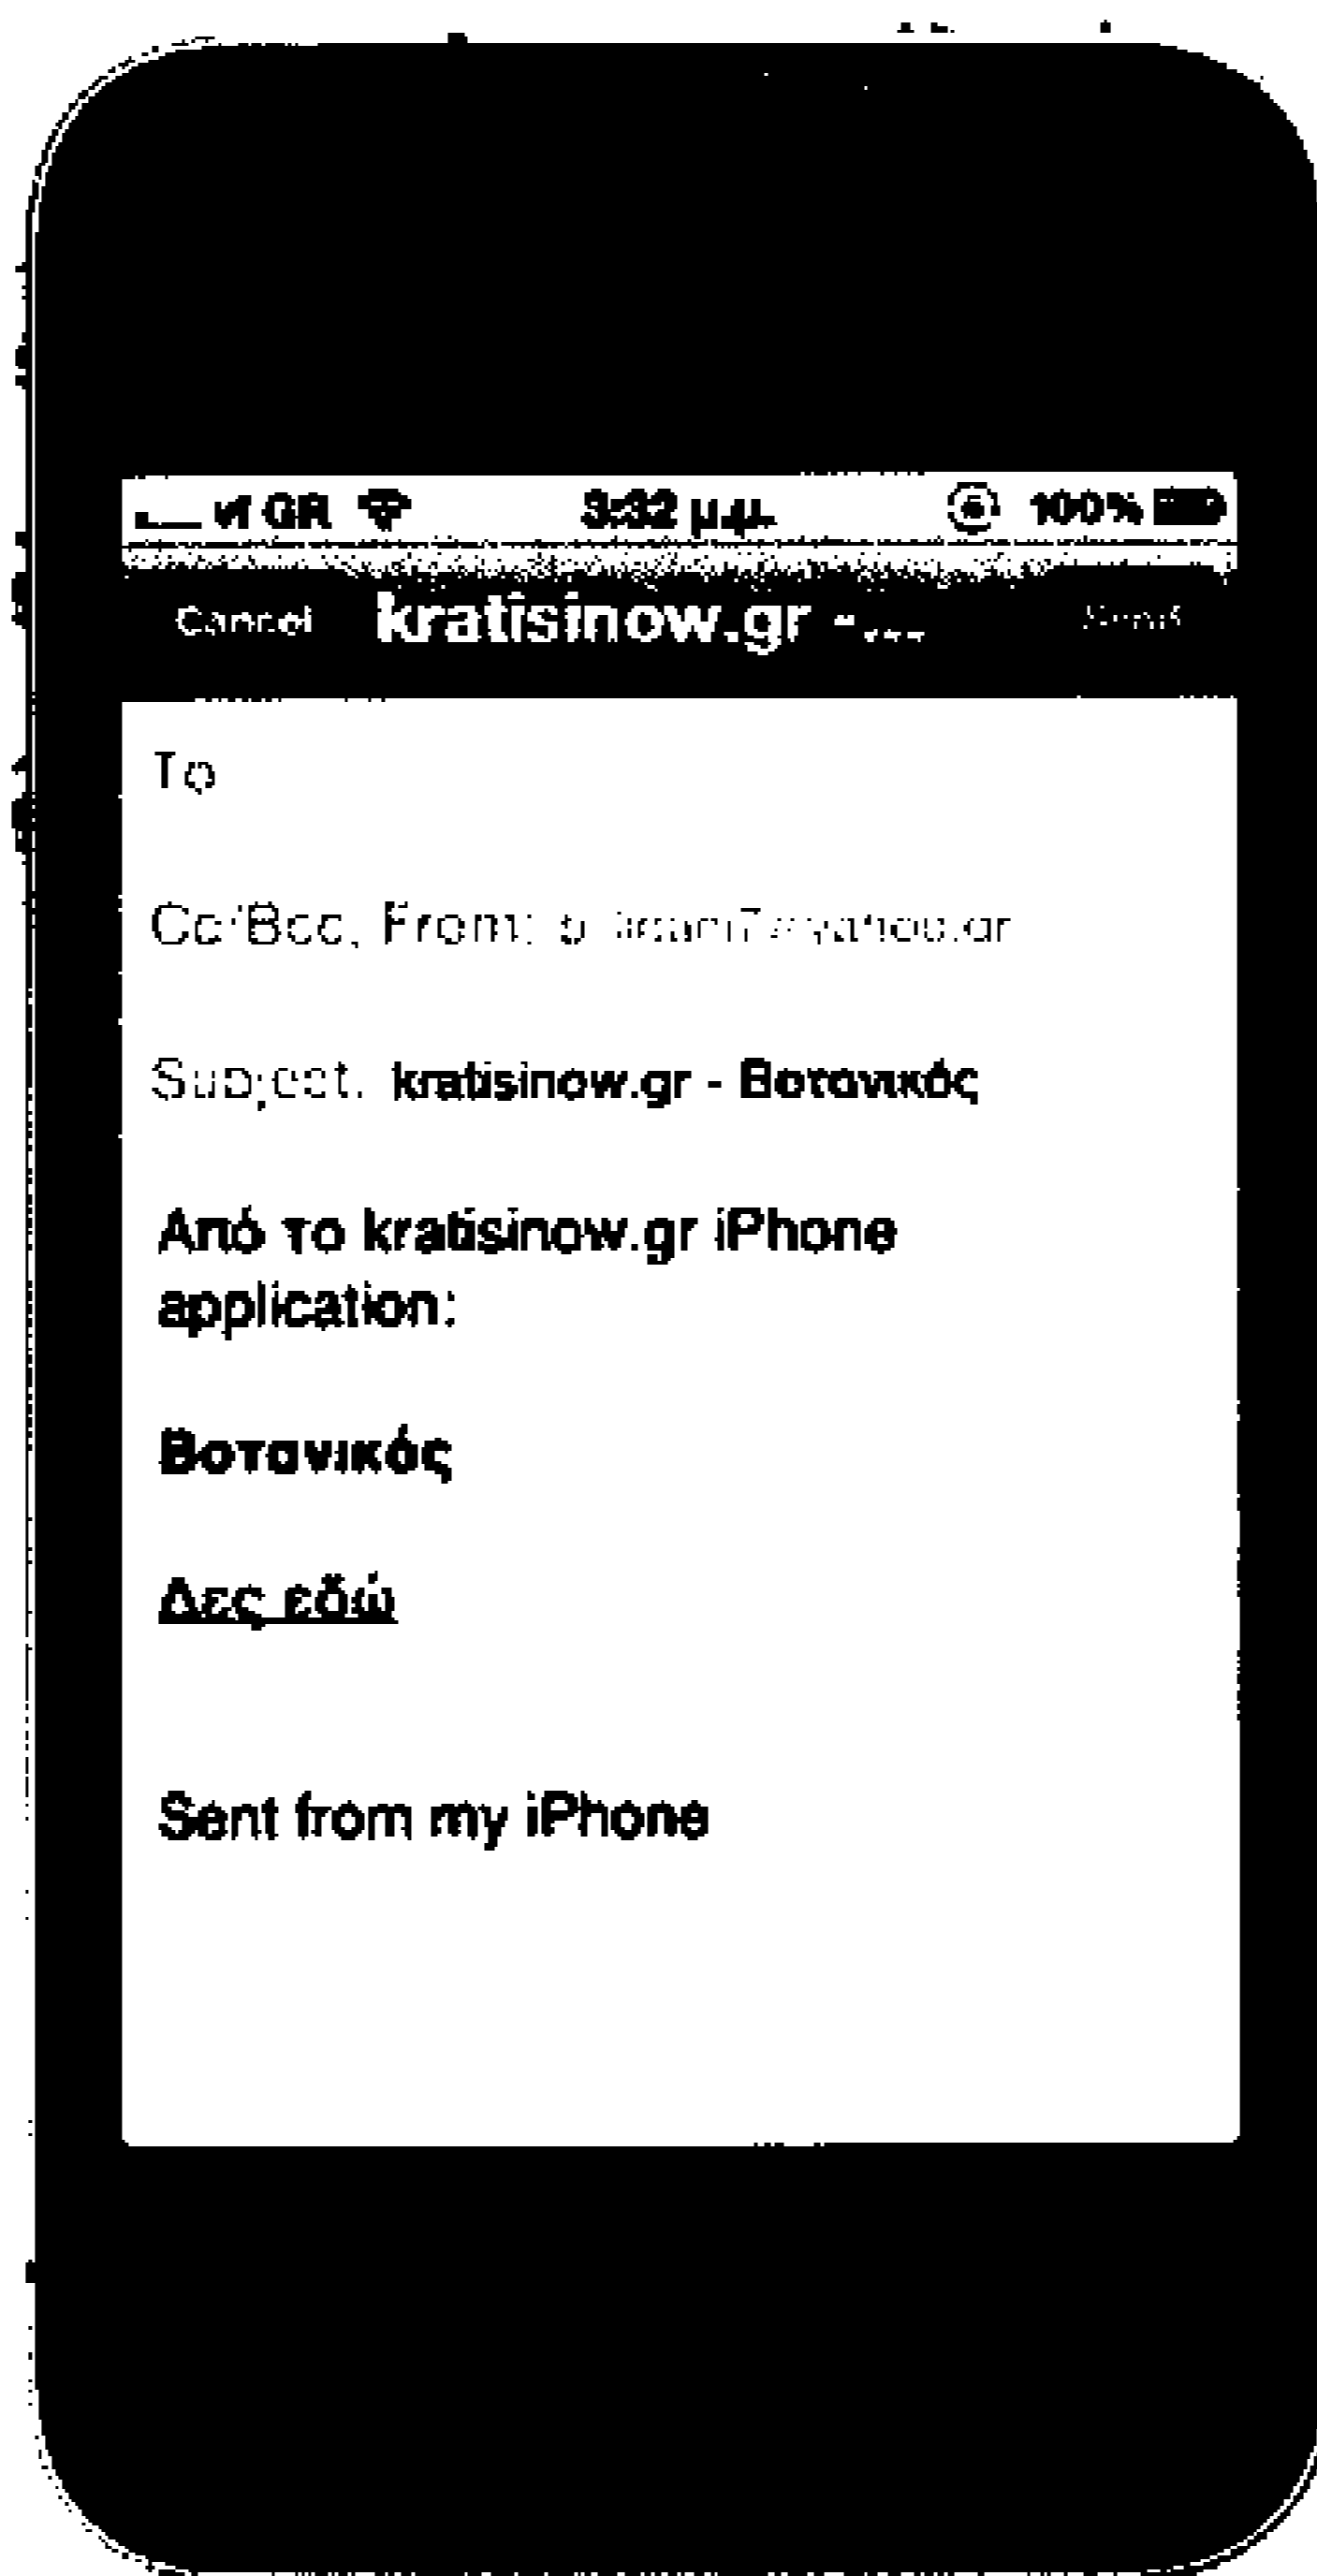 GR 3:32 μ.μ. 100%
Cancel kratisinow.gr -... Send
To
Cc/Bcc, From:
Subject: kratisinow.gr - Βοτανικός
Από το kratisinow.gr iPhone
application:
Βοτανικός
Δες εδώ
Sent from my iPhone